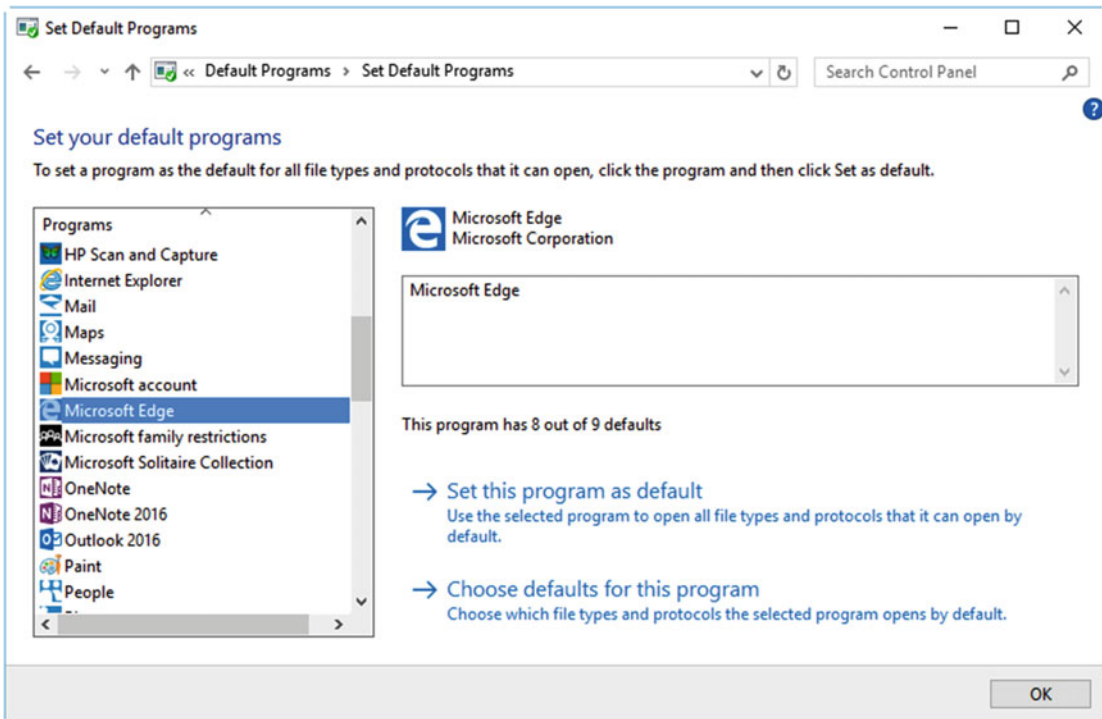 Set Default Programs
« Default Programs > Set Default Programs
Search Control Panel
?
Set your default programs
To set a program as the default for all file types and protocols that it can open, click the program and then click Set as default.
Programs
HP Scan and Capture
Internet Explorer
Mail
Maps
Messaging
Microsoft account
Microsoft Edge
Microsoft family restrictions
Microsoft Solitaire Collection
OneNote
OneNote 2016
Outlook 2016
Paint
People
Microsoft Edge
Microsoft Corporation
Microsoft Edge
This program has 8 out of 9 defaults
Set this program as default
Use the selected program to open all file types and protocols that it can open by
default.
Choose defaults for this program
Choose which file types and protocols the selected program opens by default.
OK